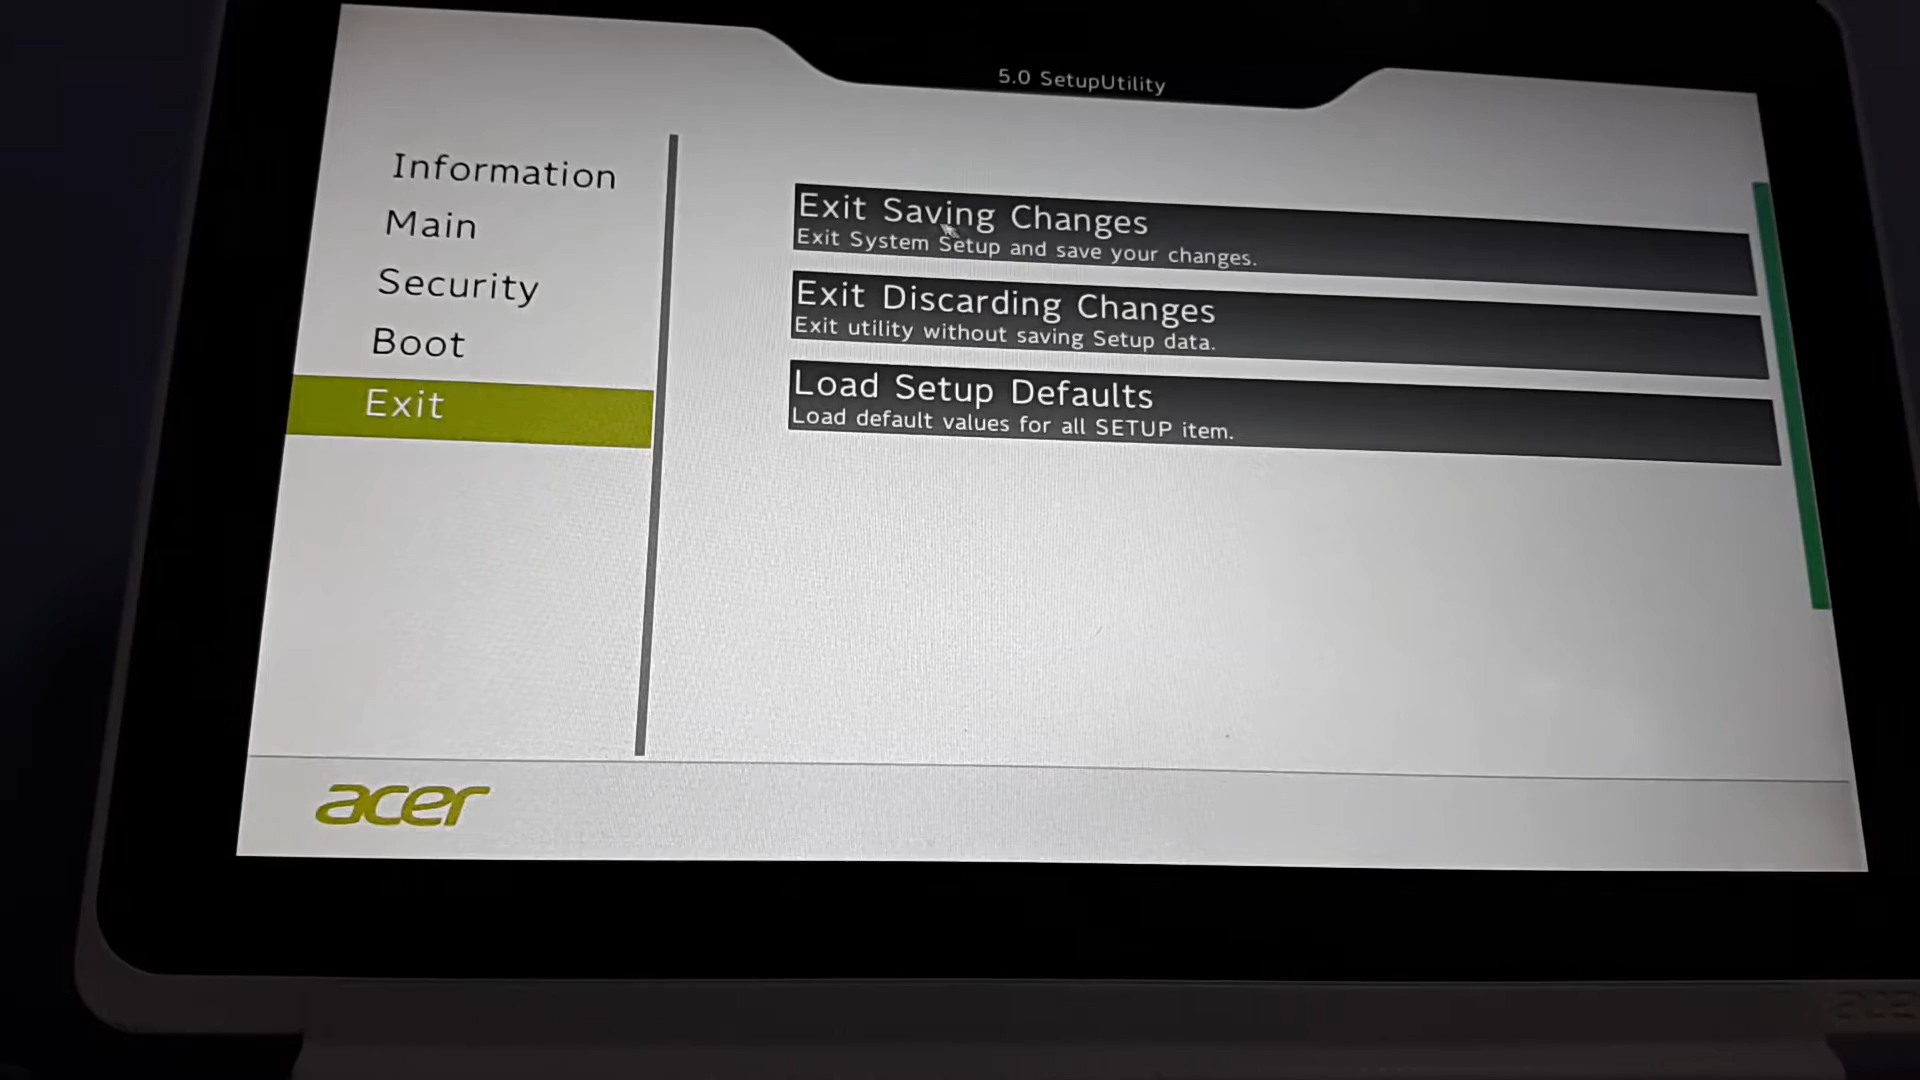 5.0 SetupUtility
Information
Main
Security
Boot
Exit
Exit Saving Changes
Exit System Setup and save your changes.
Exit Discarding Changes
Exit utility without saving Setup data.
Load Setup Defaults
Load default values for all SETUP item.
acer
acer